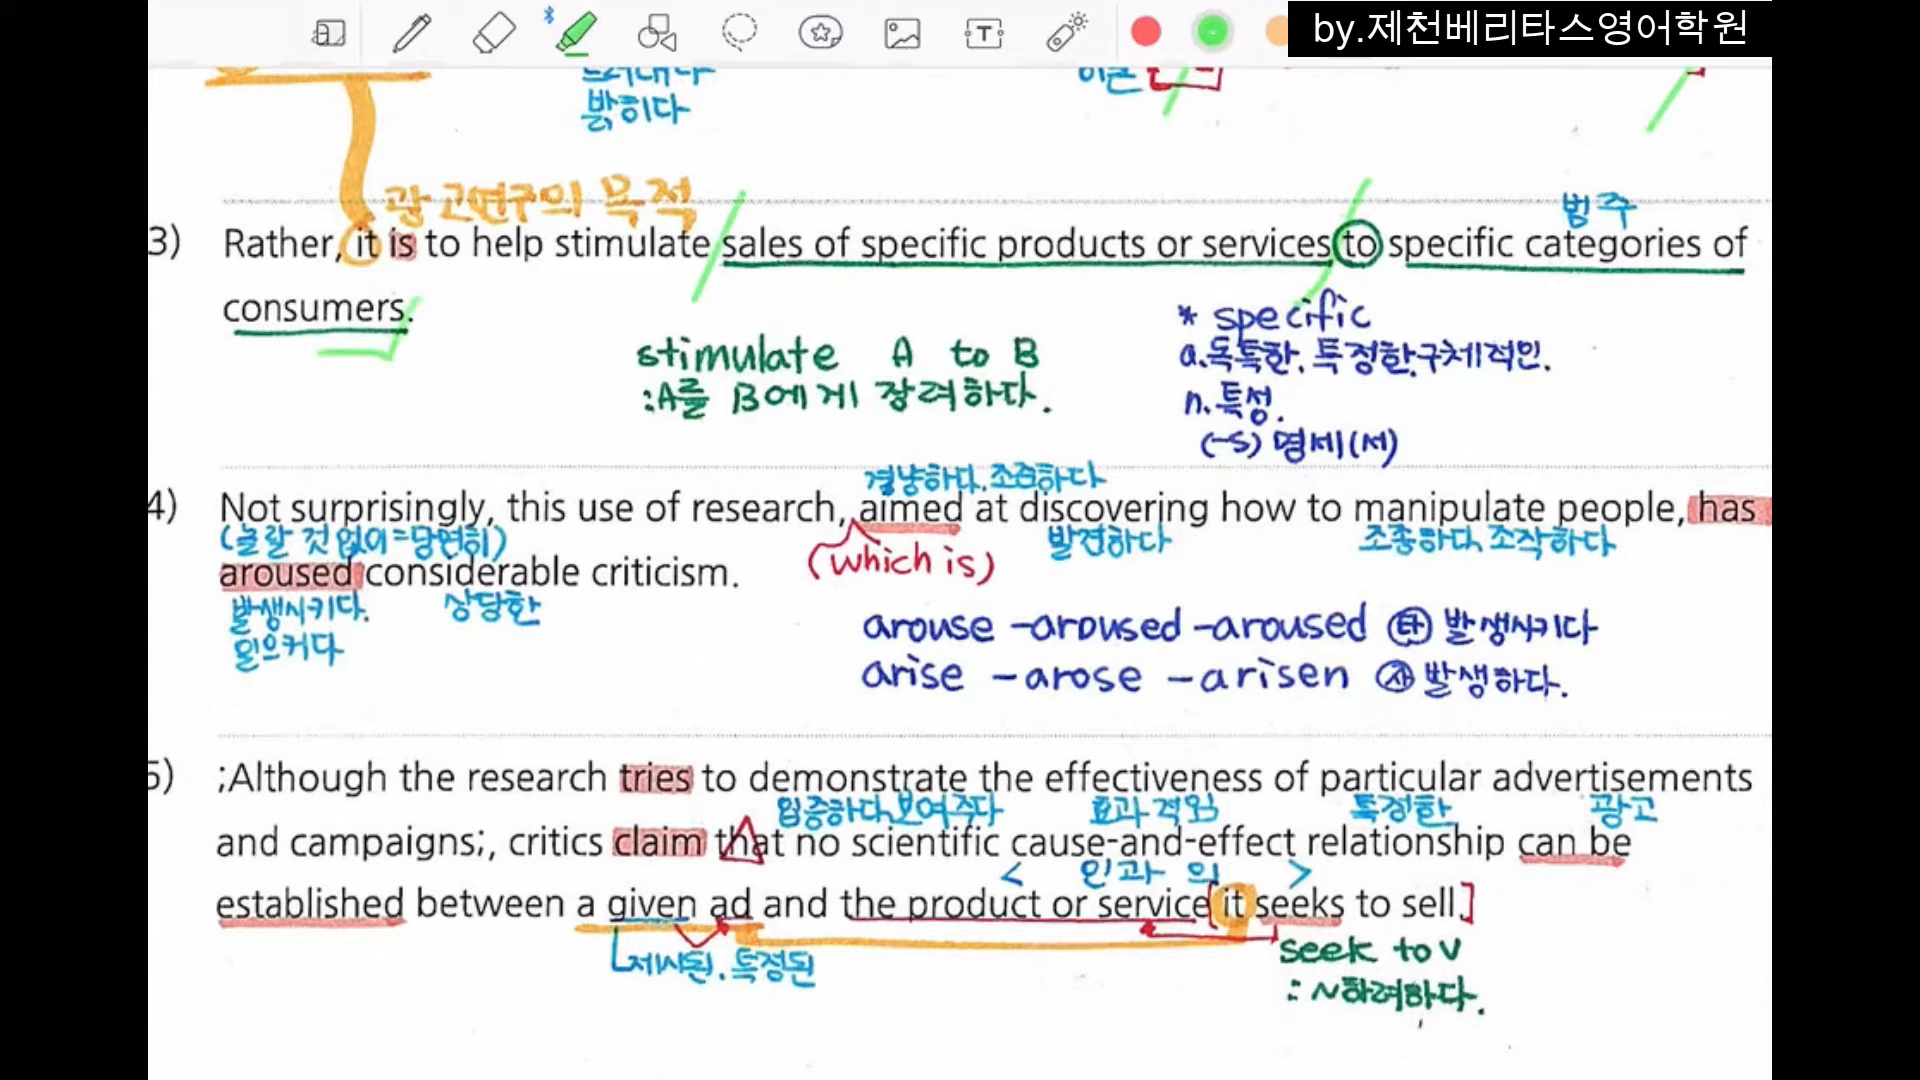 by.제천베리타스영어학원
드러내다
밝히다
광고연구의 목적
범주
3) Rather, it is to help stimulate sales of specific products or services to specific categories of
consumers.
stimulate A to B
:A를 B에게 장려하다.
* specific
a.독특한. 특정한.구체적인.
n.특성.
(-s) 명세(서)
겨냥하다.조준하다
4) Not surprisingly, this use of research, aimed at discovering how to manipulate people, has
(놀랄 것 없이=당연히)
(which is)
발견하다
조종하다, 조작하다
aroused considerable criticism.
발생시키다.
일으키다
상당한
arouse -aroused -aroused 타 발생시키다
arise -arose -arisen 자 발생하다.
5) ;Although the research tries to demonstrate the effectiveness of particular advertisements
입증하다,보여주다 효과적임 특정한 광고
and campaigns;, critics claim that no scientific cause-and-effect relationship can be
< 인과의 >
established between a given ad and the product or service [it seeks to sell.]
제시된. 특정된
seek to v
: ~하려하다.